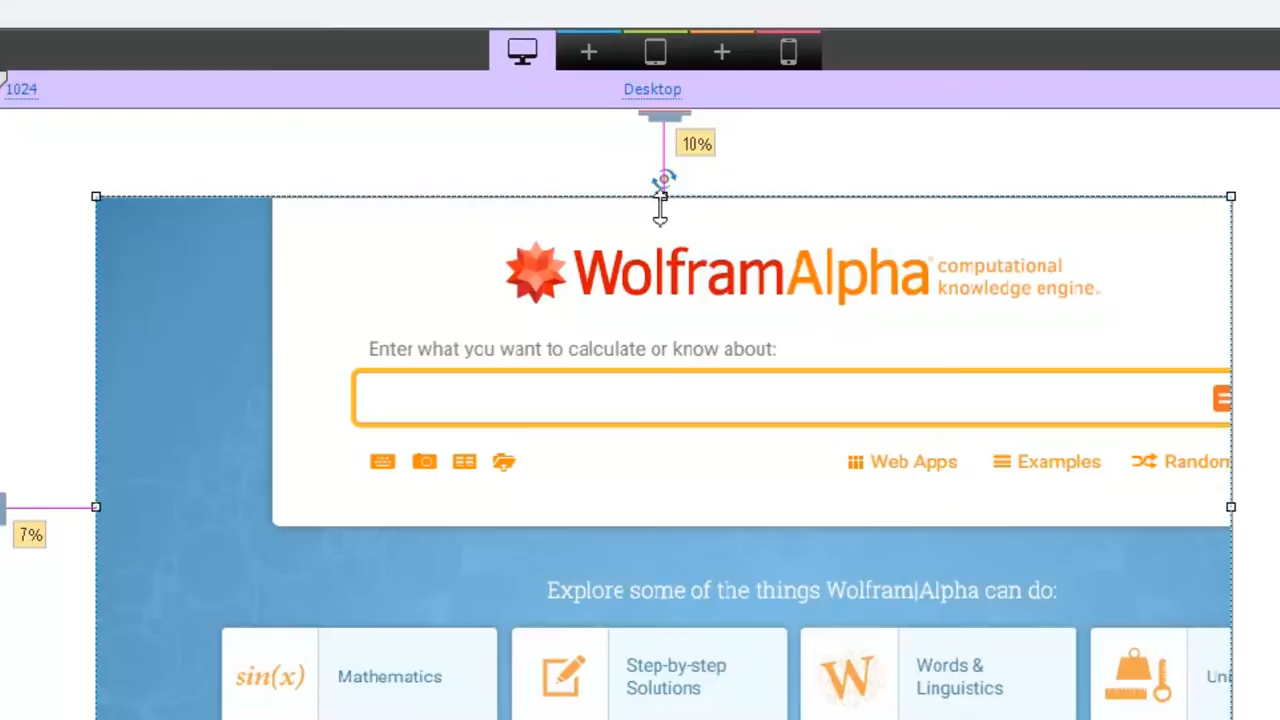 1024
Desktop
10%
WolframAlpha computational knowledge engine.
Enter what you want to calculate or know about:
Web Apps
Examples
Random
7%
Explore some of the things Wolfram|Alpha can do:
sin(x)
Mathematics
Step-by-step
Solutions
W
Words &
Linguistics